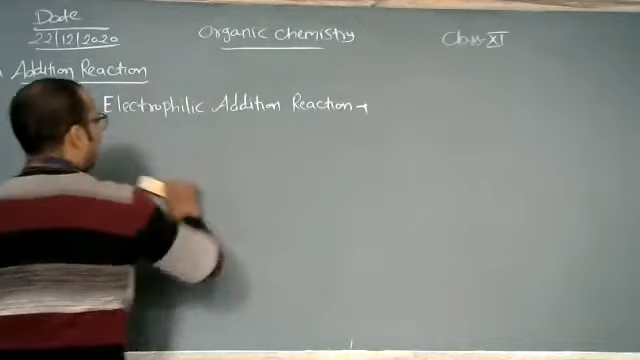 Date
22/12/2020
Organic Chemistry
Class-XI
Addition Reaction
Electrophilic Addition Reaction →